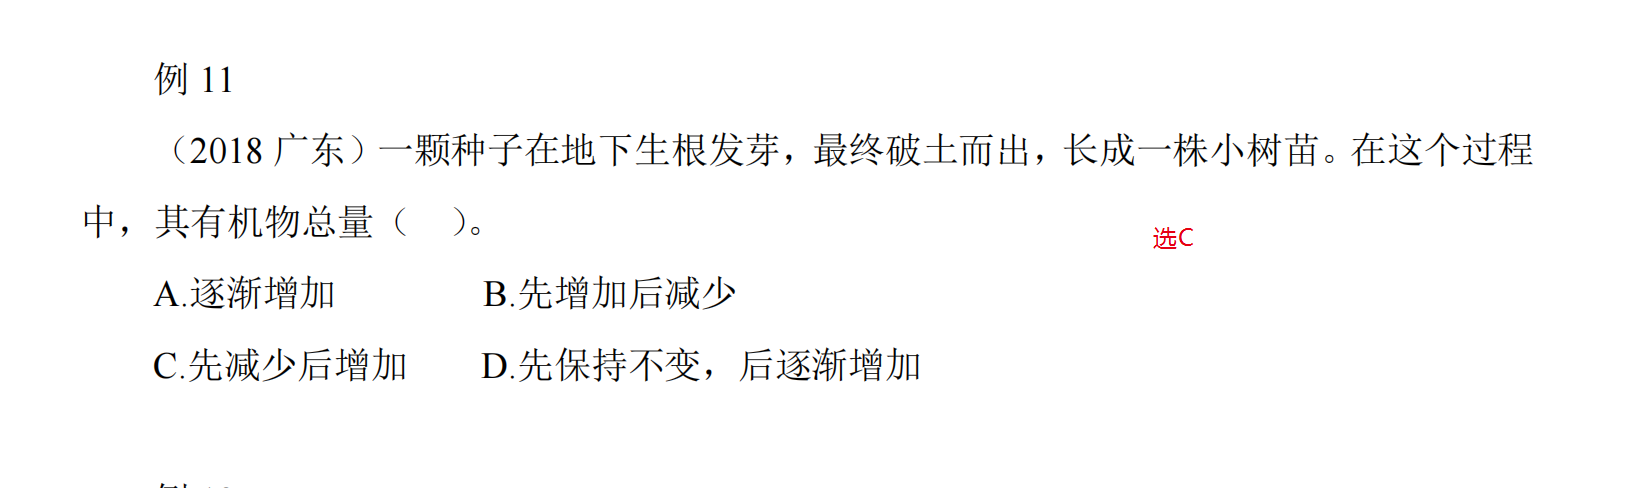 例 11
（2018 广东）一颗种子在地下生根发芽，最终破土而出，长成一株小树苗。在这个过程
中，其有机物总量（　）。
选C
A.逐渐增加 B.先增加后减少
C.先减少后增加 D.先保持不变，后逐渐增加